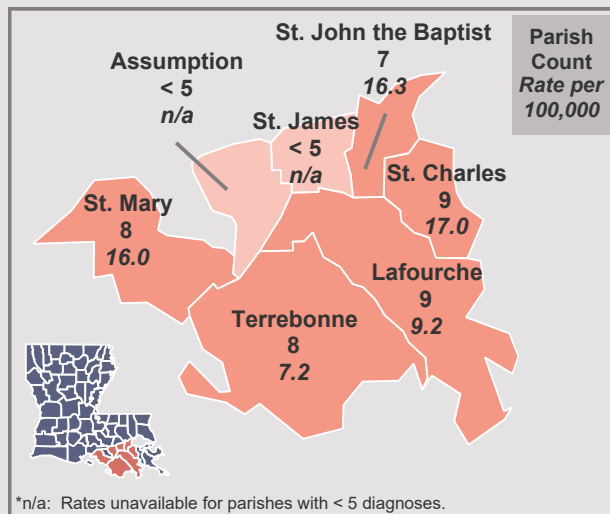 St. John the Baptist
7
16.3
Parish
Count
Rate per
100,000
Assumption
< 5
n/a
St. James
< 5
n/a
St. Charles
9
17.0
St. Mary
8
16.0
Lafourche
9
9.2
Terrebonne
8
7.2
*n/a:  Rates unavailable for parishes with < 5 diagnoses.